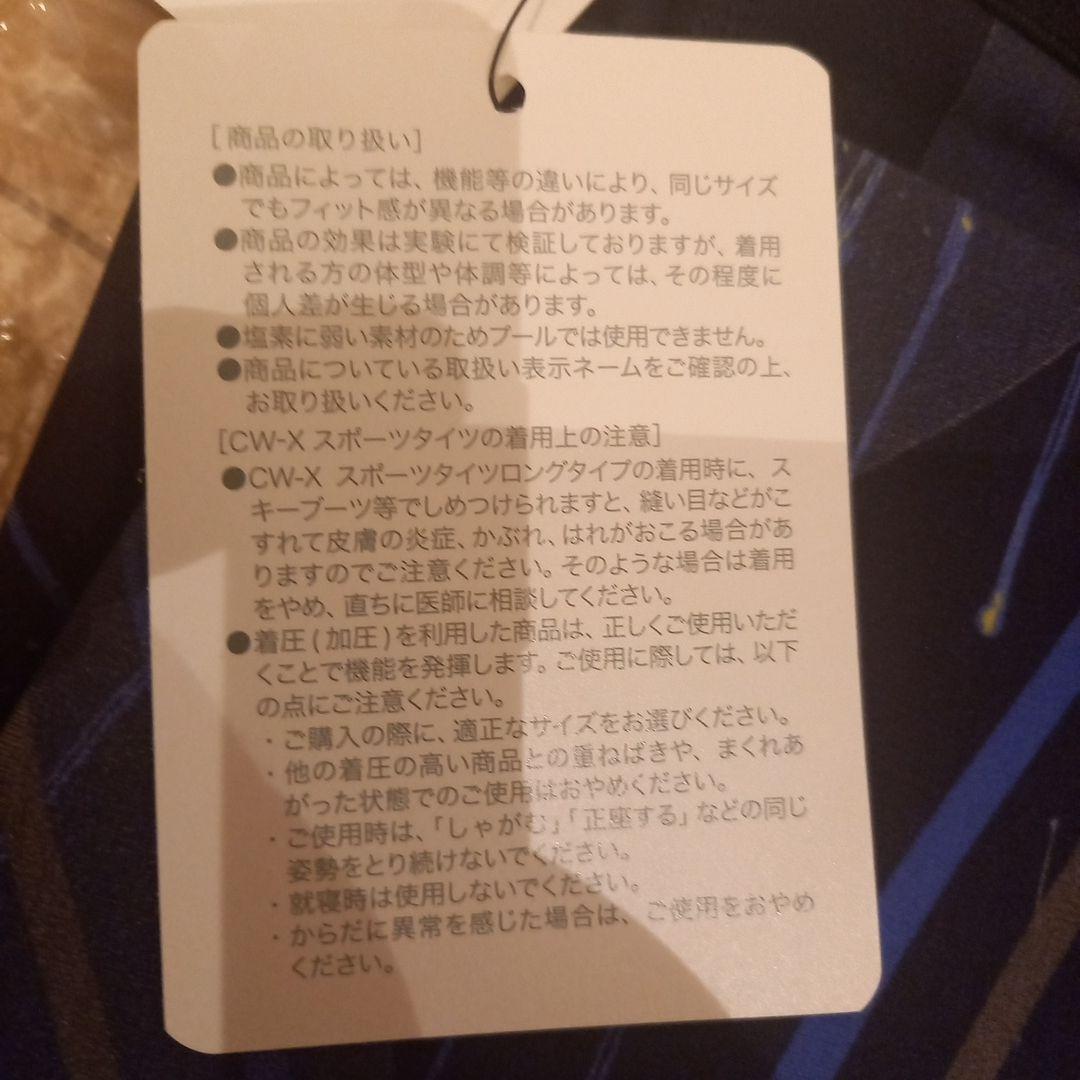 [商品の取り扱い]
●商品によっては、機能等の違いにより、同じサイズ
でもフィット感が異なる場合があります。
●商品の効果は実験にて検証しておりますが、着用
される方の体型や体調等によっては、その程度に
個人差が生じる場合があります。
●塩素に弱い素材のためプールでは使用できません。
●商品についている取扱い表示ネームをご確認の上、
お取り扱いください。
[CW-X スポーツタイツの着用上の注意]
●CW-X スポーツタイツロングタイプの着用時に、ス
キーブーツ等でしめつけられますと、縫い目などがこ
すれて皮膚の炎症、かぶれ、はれがおこる場合があ
りますのでご注意ください。そのような場合は着用
をやめ、直ちに医師に相談してください。
●着圧(加圧)を利用した商品は、正しくご使用いただ
くことで機能を発揮します。ご使用に際しては、以下
の点にご注意ください。
・ご購入の際に、適正なサイズをお選びください。
・他の着圧の高い商品との重ねばきや、まくれあ
がった状態でのご使用はおやめください。
・ご使用時は、「しゃがむ」「正座する」などの同じ
姿勢をとり続けないでください。
・就寝時は使用しないでください。
・からだに異常を感じた場合は、ご使用をおやめ
ください。